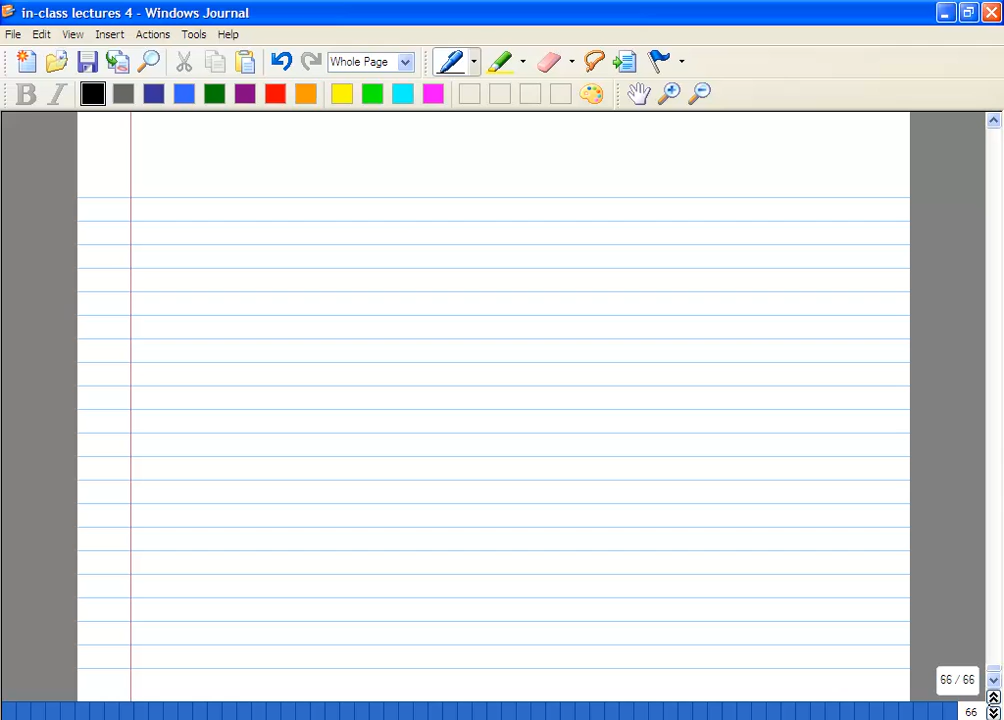 in-class lectures 4 - Windows Journal
File Edit View Insert Actions Tools Help
Whole Page
B I
66 / 66
66